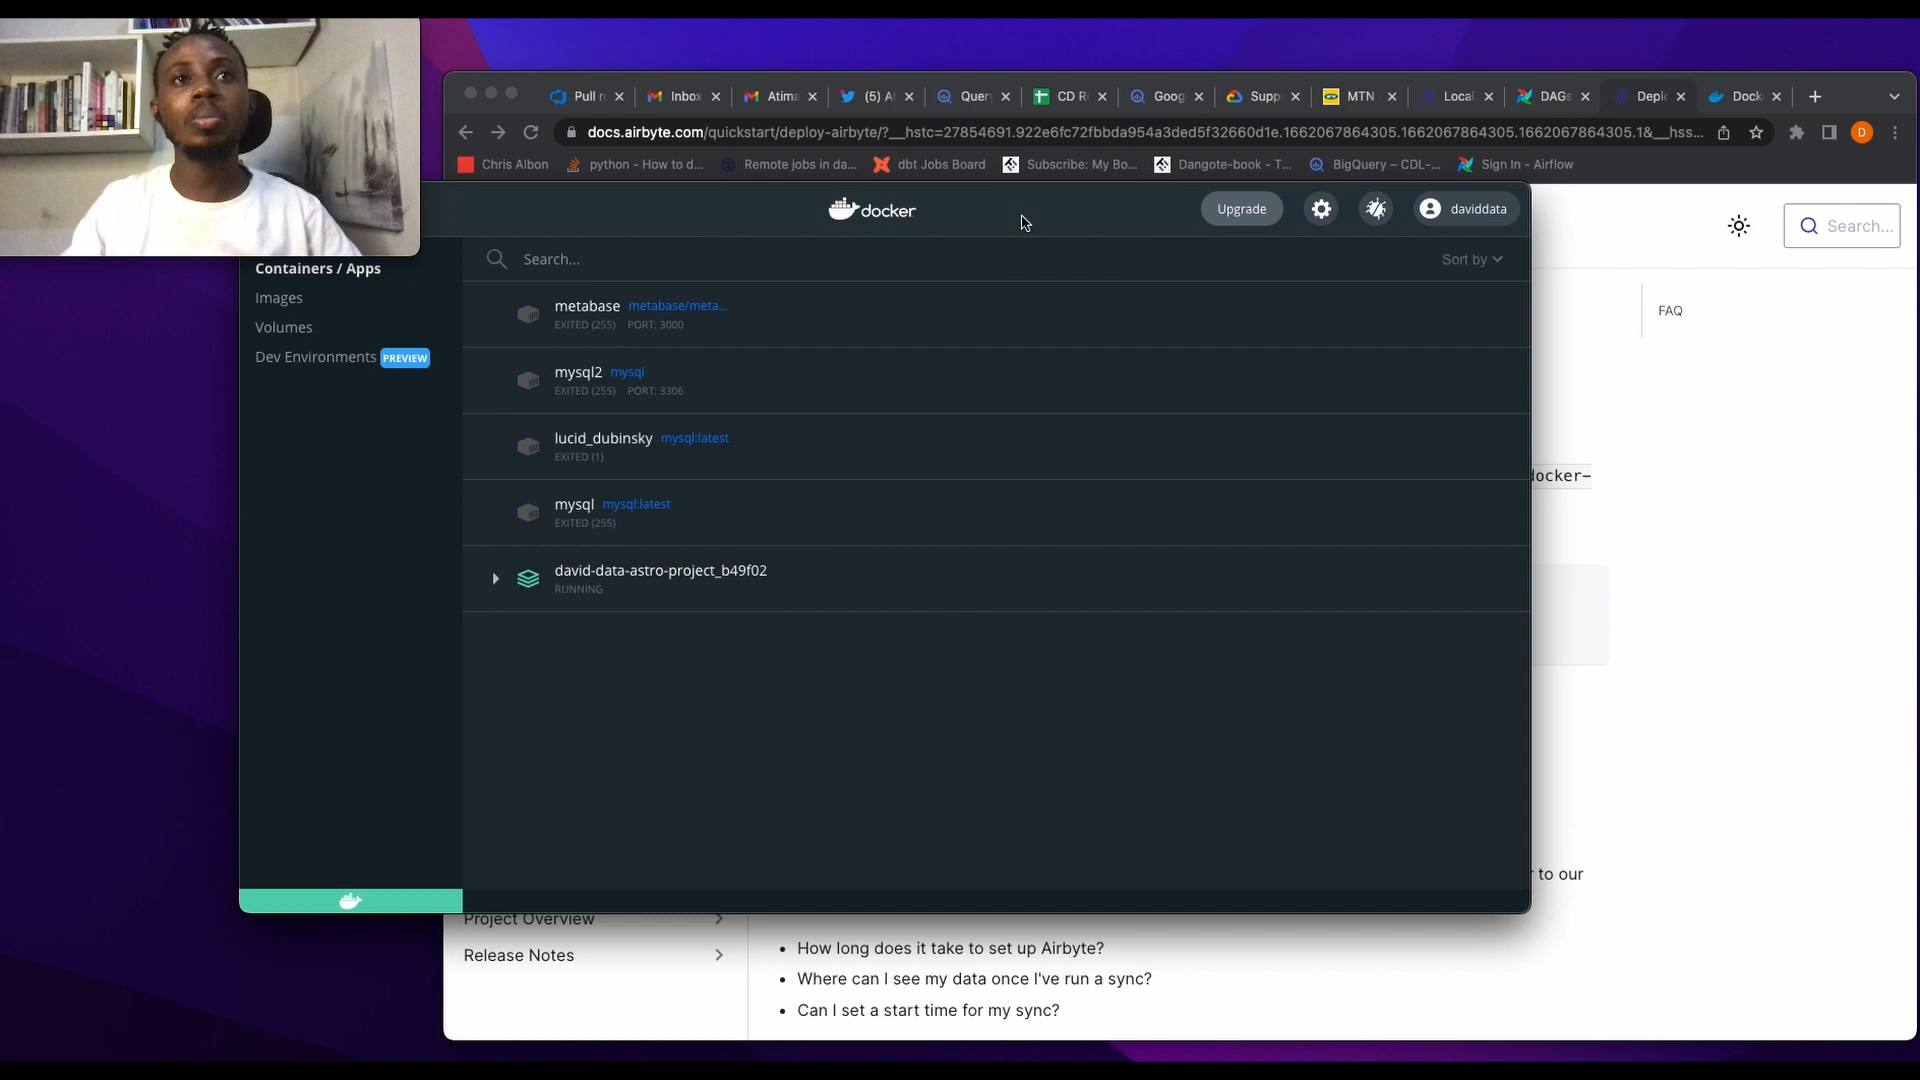 Pull r
Inbox
Atima
(5) A
Quer
CD R
Goog
Supp
MTN
Local
DAGs
Deplo
Dock
docs.airbyte.com/quickstart/deploy-airbyte/?__hstc=27854691.922e6fc72fbbda954a3ded5f32660d1e.1662067864305.1662067864305.1662067864305.1&__hss...
D
Chris Albon
python - How to d...
Remote jobs in da...
dbt Jobs Board
Subscribe: My Bo...
Dangote-book - T...
BigQuery – CDL-...
Sign In - Airflow
docker
Upgrade
daviddata
Search...
Containers / Apps
Images
Volumes
Dev Environments PREVIEW
Search...
Sort by
metabase metabase/meta...
EXITED (255) PORT: 3000
mysql2 mysql
EXITED (255) PORT: 3306
lucid_dubinsky mysql:latest
EXITED (1)
mysql mysql:latest
EXITED (255)
david-data-astro-project_b49f02
RUNNING
FAQ
docker-
to our
Project Overview
Release Notes
• How long does it take to set up Airbyte?
• Where can I see my data once I've run a sync?
• Can I set a start time for my sync?